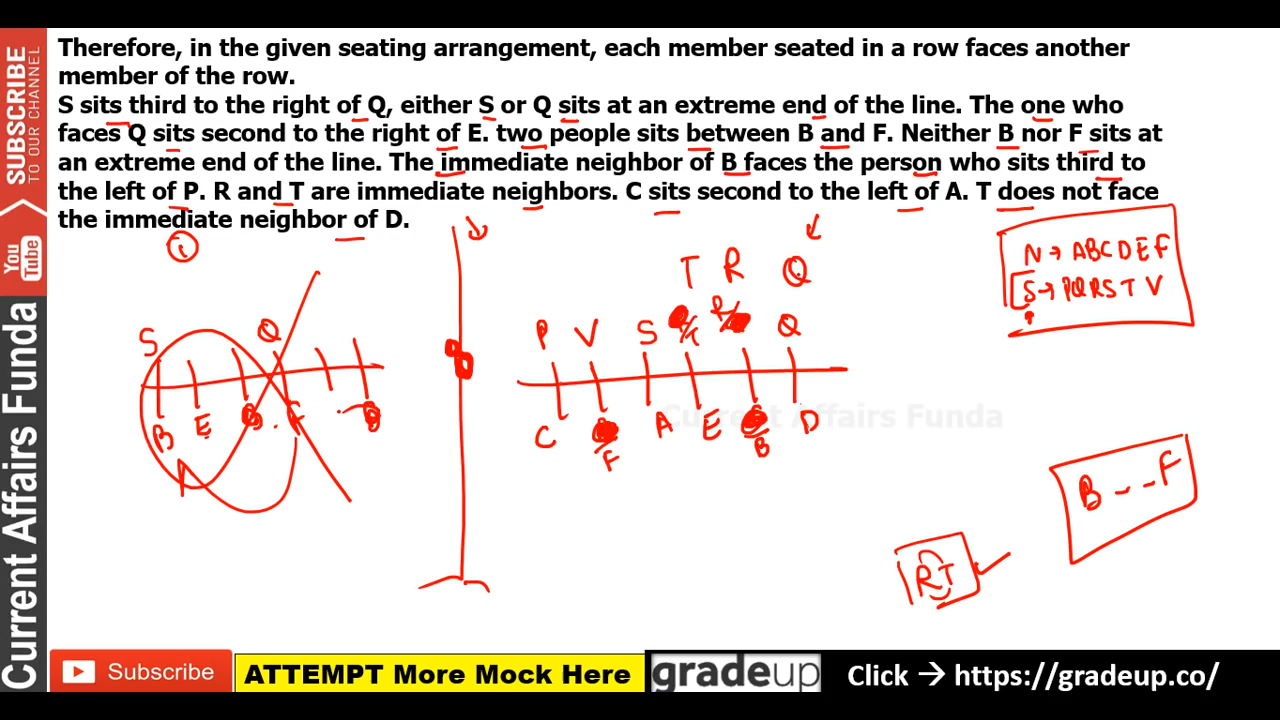 Therefore, in the given seating arrangement, each member seated in a row faces another
member of the row.
S sits third to the right of Q, either S or Q sits at an extreme end of the line. The one who
faces Q sits second to the right of E. two people sits between B and F. Neither B nor F sits at
an extreme end of the line. The immediate neighbor of B faces the person who sits third to
the left of P. R and T are immediate neighbors. C sits second to the left of A. T does not face
the immediate neighbor of D.
N → ABCDEF
S → PQRSTV
T R Q
S Q
P V S Q
B E F
C F A E B D
B - - F
RT
Current Affairs Funda
SUBSCRIBE
TO OUR CHANNEL
You
Tube
Current Affairs Funda
Subscribe
ATTEMPT More Mock Here
gradeup
Click → https://gradeup.co/